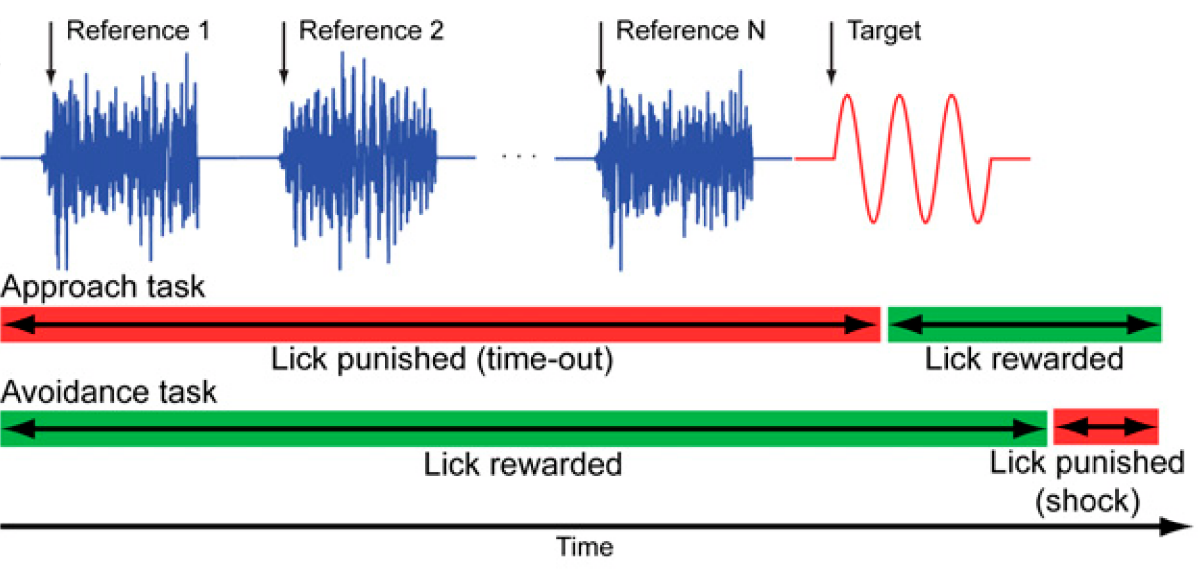 Reference 1
Reference 2
Reference N
Target
...
Approach task
Lick punished (time-out)
Lick rewarded
Avoidance task
Lick rewarded
Lick punished
(shock)
Time